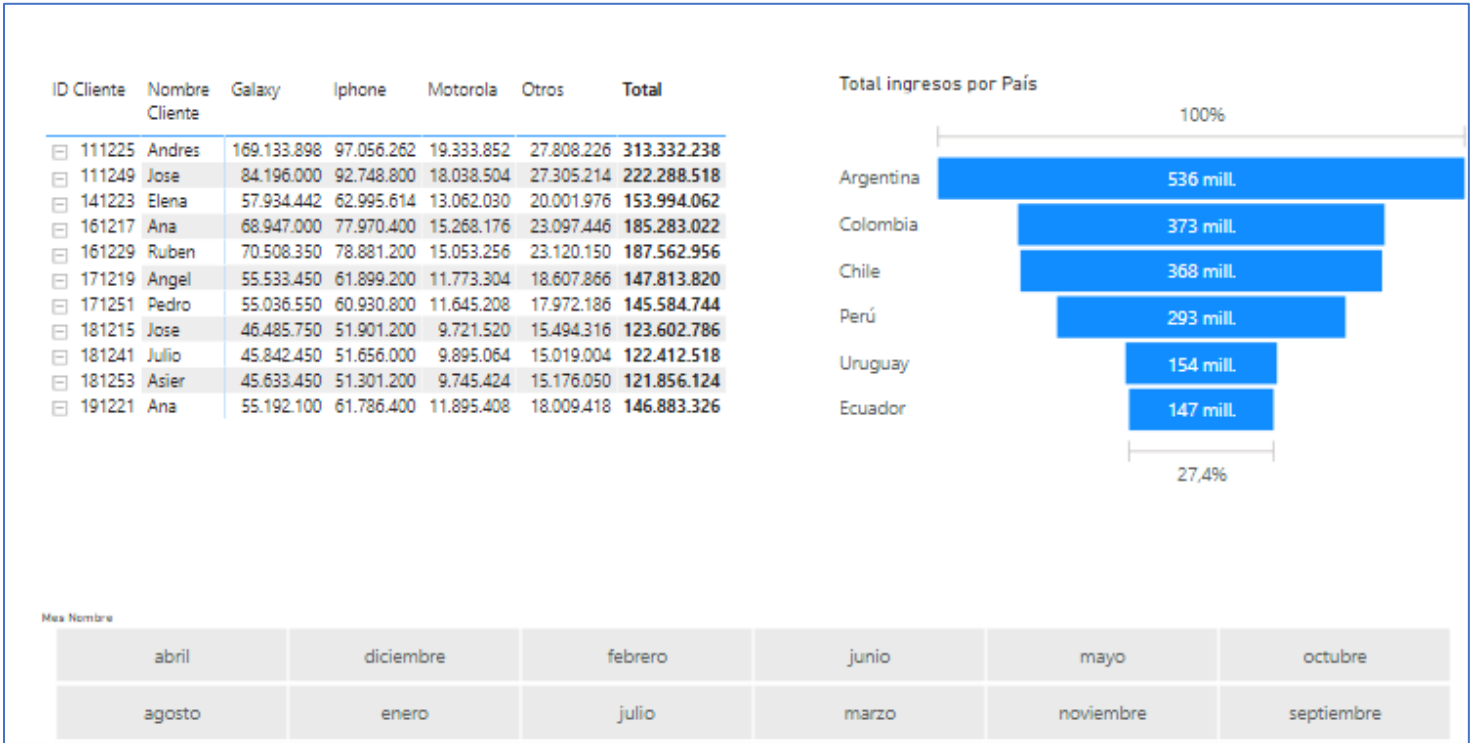 ID Cliente Nombre Cliente Galaxy Iphone Motorola Otros Total
111225 Andres 169.133.898 97.056.262 19.333.852 27.808.226 313.332.238
111249 Jose 84.196.000 92.748.800 18.038.504 27.305.214 222.288.518
141223 Elena 57.934.442 62.995.614 13.062.030 20.001.976 153.994.062
161217 Ana 68.947.000 77.970.400 15.268.176 23.097.446 185.283.022
161229 Ruben 70.508.350 78.881.200 15.053.256 23.120.150 187.562.956
171219 Angel 55.533.450 61.899.200 11.773.304 18.607.866 147.813.820
171251 Pedro 55.036.550 60.930.800 11.645.208 17.972.186 145.584.744
181215 Jose 46.485.750 51.901.200 9.721.520 15.494.316 123.602.786
181241 Julio 45.842.450 51.656.000 9.895.064 15.019.004 122.412.518
181253 Asier 45.633.450 51.301.200 9.745.424 15.176.050 121.856.124
191221 Ana 55.192.100 61.786.400 11.895.408 18.009.418 146.883.326
Total ingresos por País
100%
Argentina 536 mill.
Colombia 373 mill.
Chile 368 mill.
Perú 293 mill.
Uruguay 154 mill.
Ecuador 147 mill.
27,4%
Mes Nombre
abril diciembre febrero junio mayo octubre
agosto enero julio marzo noviembre septiembre